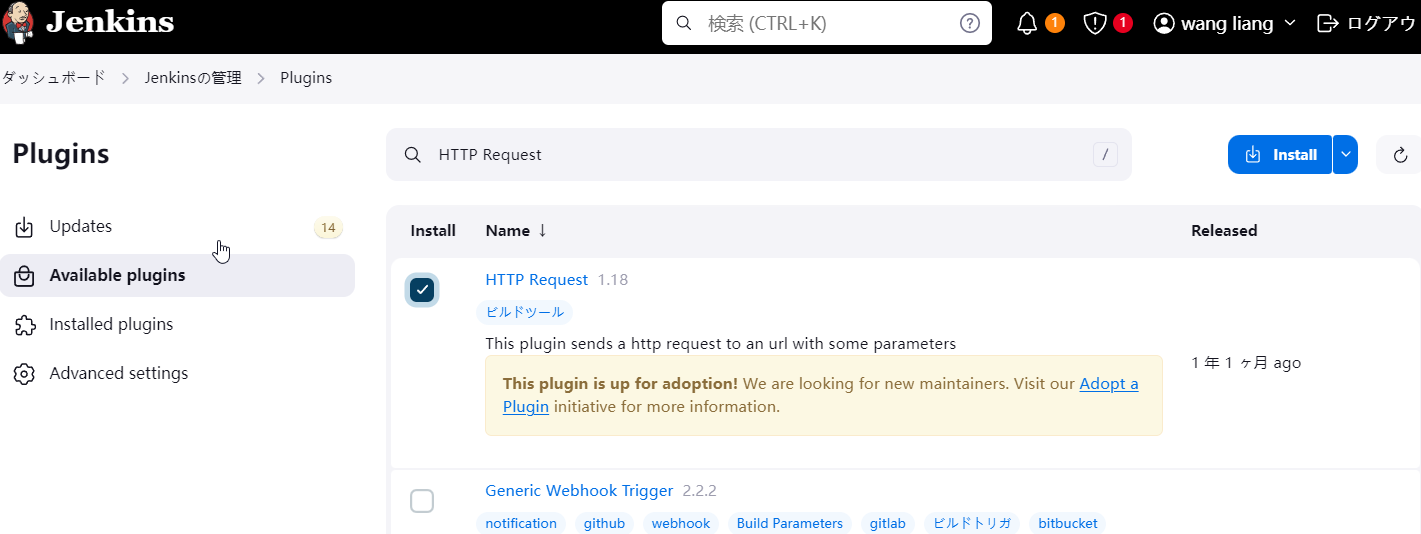 Jenkins
検索 (CTRL+K)
1
1
wang liang
ログアウ
ダッシュボード
Jenkinsの管理
Plugins
Plugins
HTTP Request
/
Install
Updates
14
Available plugins
Installed plugins
Advanced settings
Install Name ↓ Released
HTTP Request 1.18
ビルドツール
This plugin sends a http request to an url with some parameters
This plugin is up for adoption! We are looking for new maintainers. Visit our Adopt a
Plugin initiative for more information.
1 年 1 ヶ月 ago
Generic Webhook Trigger 2.2.2
notification github webhook Build Parameters gitlab ビルドトリガ bitbucket